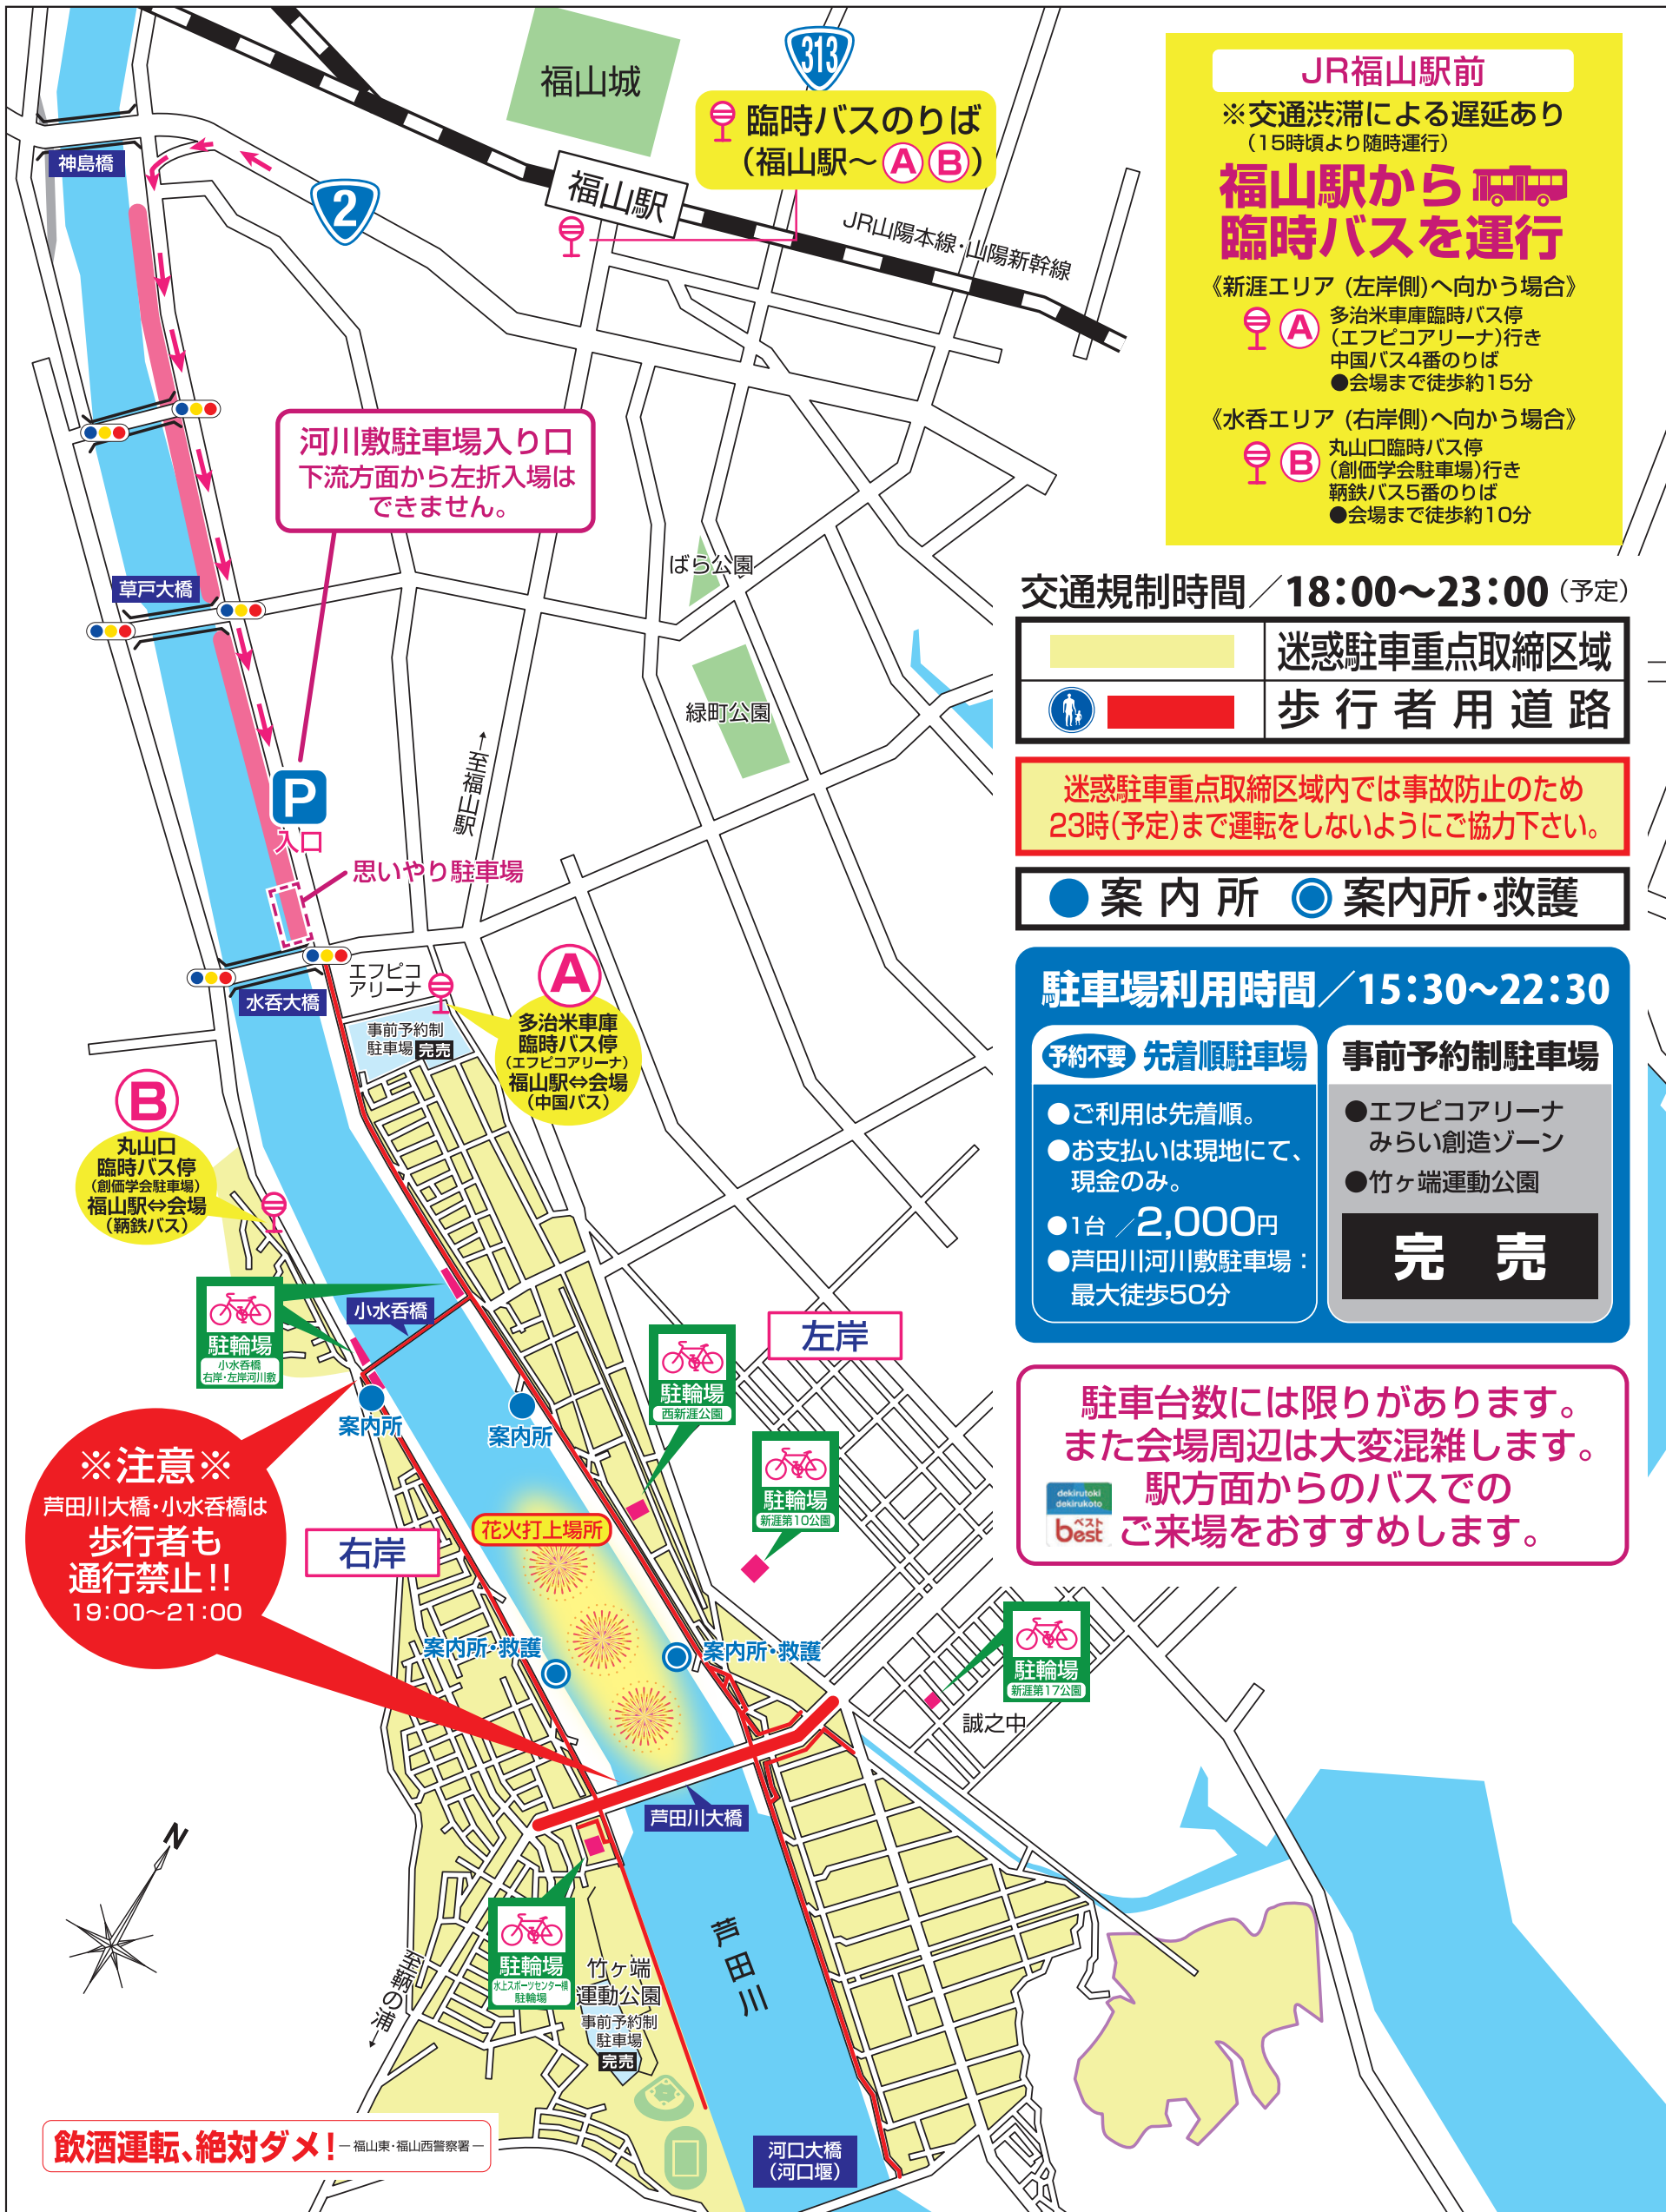 福山城
313
臨時バスのりば
(福山駅〜ⒶⒷ)
神島橋
2
福山駅
JR山陽本線・山陽新幹線
JR福山駅前
※交通渋滞による遅延あり
(15時頃より随時運行)
福山駅から
臨時バスを運行
《新涯エリア (左岸側)へ向かう場合》
A
多治米車庫臨時バス停
(エフピコアリーナ)行き
中国バス4番のりば
●会場まで徒歩約15分
《水呑エリア (右岸側)へ向かう場合》
B
丸山口臨時バス停
(創価学会駐車場)行き
鞆鉄バス5番のりば
●会場まで徒歩約10分
河川敷駐車場入り口
下流方面から左折入場は
できません。
ばら公園
草戸大橋
緑町公園
←至福山駅
P
入口
思いやり駐車場
交通規制時間/18:00〜23:00(予定)
迷惑駐車重点取締区域
歩行者用道路
迷惑駐車重点取締区域内では事故防止のため
23時(予定)まで運転をしないようにご協力下さい。
●案内所 ◎案内所・救護
エフピコ
アリーナ
水呑大橋
事前予約制
駐車場 完売
A
多治米車庫
臨時バス停
(エフピコアリーナ)
福山駅⇔会場
(中国バス)
B
丸山口
臨時バス停
(創価学会駐車場)
福山駅⇔会場
(鞆鉄バス)
駐車場利用時間/15:30〜22:30
予約不要 先着順駐車場
●ご利用は先着順。
●お支払いは現地にて、
現金のみ。
●1台 /2,000円
●芦田川河川敷駐車場:
最大徒歩50分
事前予約制駐車場
●エフピコアリーナ
みらい創造ゾーン
●竹ヶ端運動公園
完 売
駐輪場
小水呑橋
右岸・左岸河川敷
小水呑橋
案内所
案内所
駐輪場
西新涯公園
左岸
駐輪場
新涯第10公園
駐車台数には限りがあります。
また会場周辺は大変混雑します。
駅方面からのバスでの
ご来場をおすすめします。
dekirutoki
dekirukoto
ベスト
best
※注意※
芦田川大橋・小水呑橋は
歩行者も
通行禁止!!
19:00〜21:00
右岸
花火打上場所
案内所・救護
案内所・救護
駐輪場
新涯第17公園
誠之中
芦田川大橋
N
芦田川
駐輪場
水上スポーツセンター横
駐輪場
至鞆の浦→
竹ヶ端
運動公園
事前予約制
駐車場
完売
河口大橋
(河口堰)
飲酒運転、絶対ダメ!―福山東・福山西警察署―